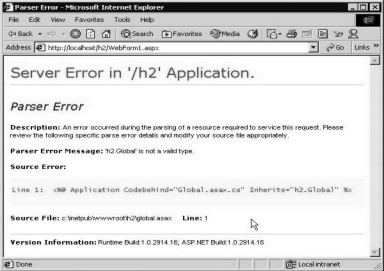 Parser Error - Microsoft Internet Explorer
File Edit View Favorites Tools Help
Back Search Favorites Media
Address http://localhost/h2/WebForm1.aspx Go Links »
Server Error in '/h2' Application.
Parser Error
Description: An error occurred during the parsing of a resource required to service this request. Please
review the following specific parse error details and modify your source file appropriately.
Parser Error Message: 'h2.Global' is not a valid type.
Source Error:
Line 1: <%@ Application Codebehind="Global.asax.cs" Inherits="h2.Global" %>
Source File: c:\inetpub\wwwroot\h2\global.asax Line: 1
Version Information: Runtime Build:1.0.2914.16; ASP.NET Build:1.0.2914.16
Done Local intranet